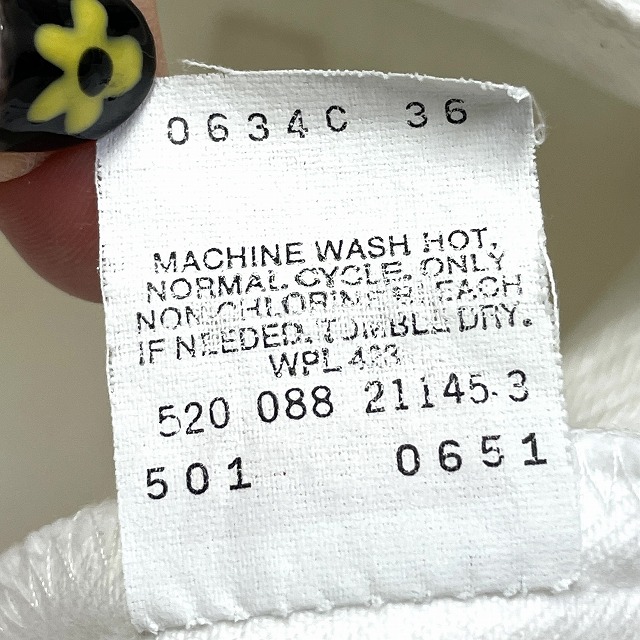 0634C 36
MACHINE WASH HOT,
NORMAL CYCLE. ONLY
NON-CHLORINE BLEACH
IF NEEDED. TUMBLE DRY.
WPL 423
520 088 21145-3
501 0651